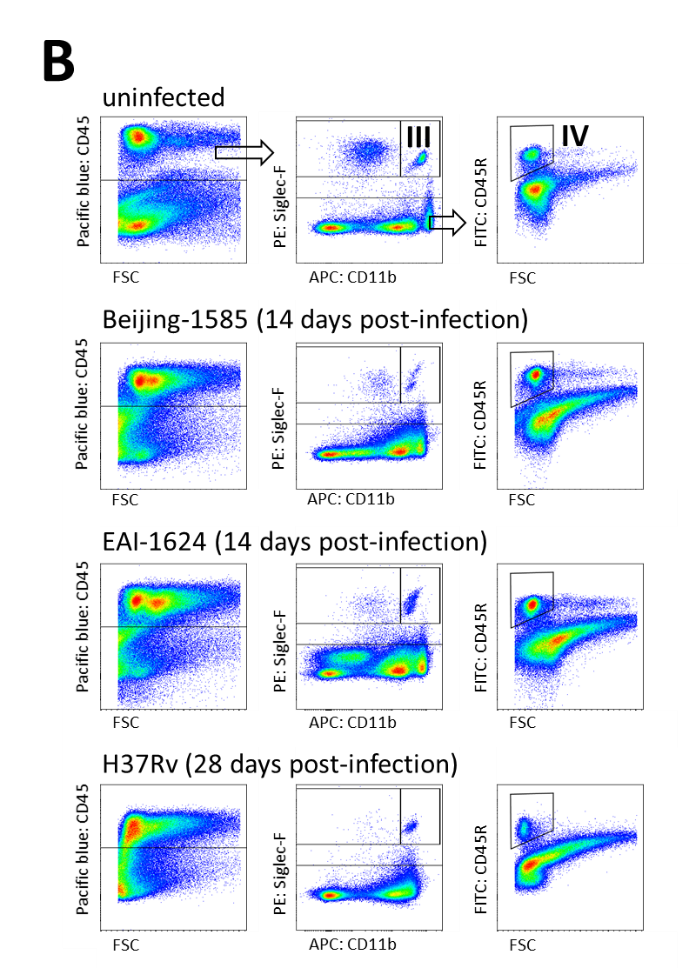 B
uninfected
Pacific blue: CD45
FSC
PE: Siglec-F
III
APC: CD11b
FITC: CD45R
IV
FSC
Beijing-1585 (14 days post-infection)
Pacific blue: CD45
FSC
PE: Siglec-F
APC: CD11b
FITC: CD45R
FSC
EAI-1624 (14 days post-infection)
Pacific blue: CD45
FSC
PE: Siglec-F
APC: CD11b
FITC: CD45R
FSC
H37Rv (28 days post-infection)
Pacific blue: CD45
FSC
PE: Siglec-F
APC: CD11b
FITC: CD45R
FSC